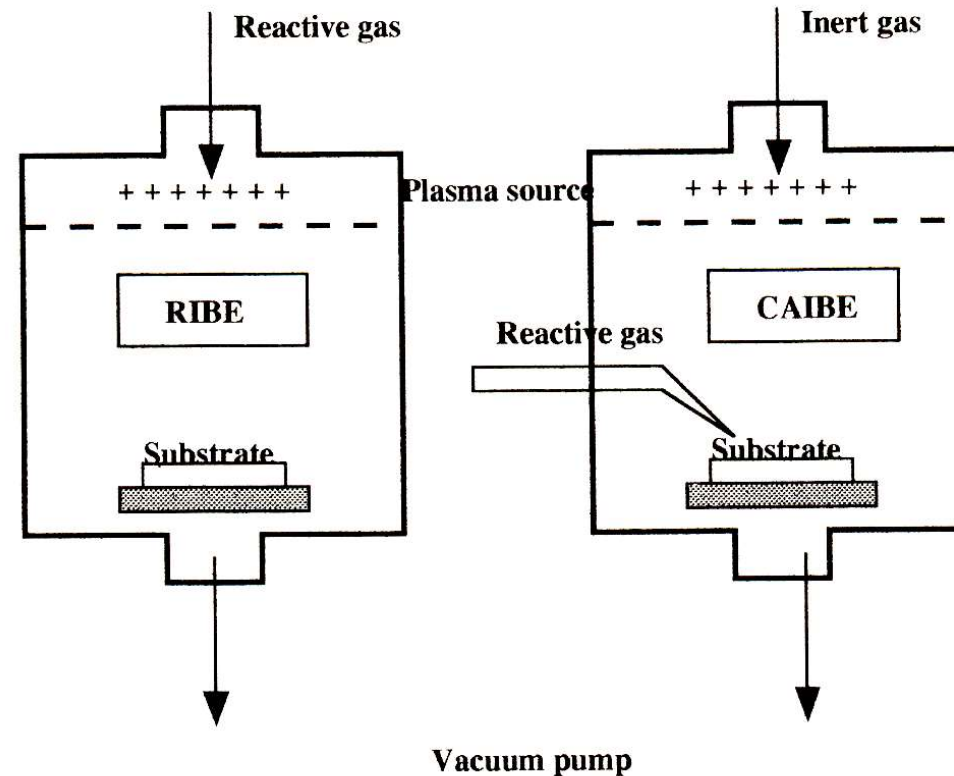 Reactive gas
Inert gas
+ + + + + + +
Plasma source
+ + + + + + +
RIBE
CAIBE
Reactive gas
Substrate
Substrate
Vacuum pump